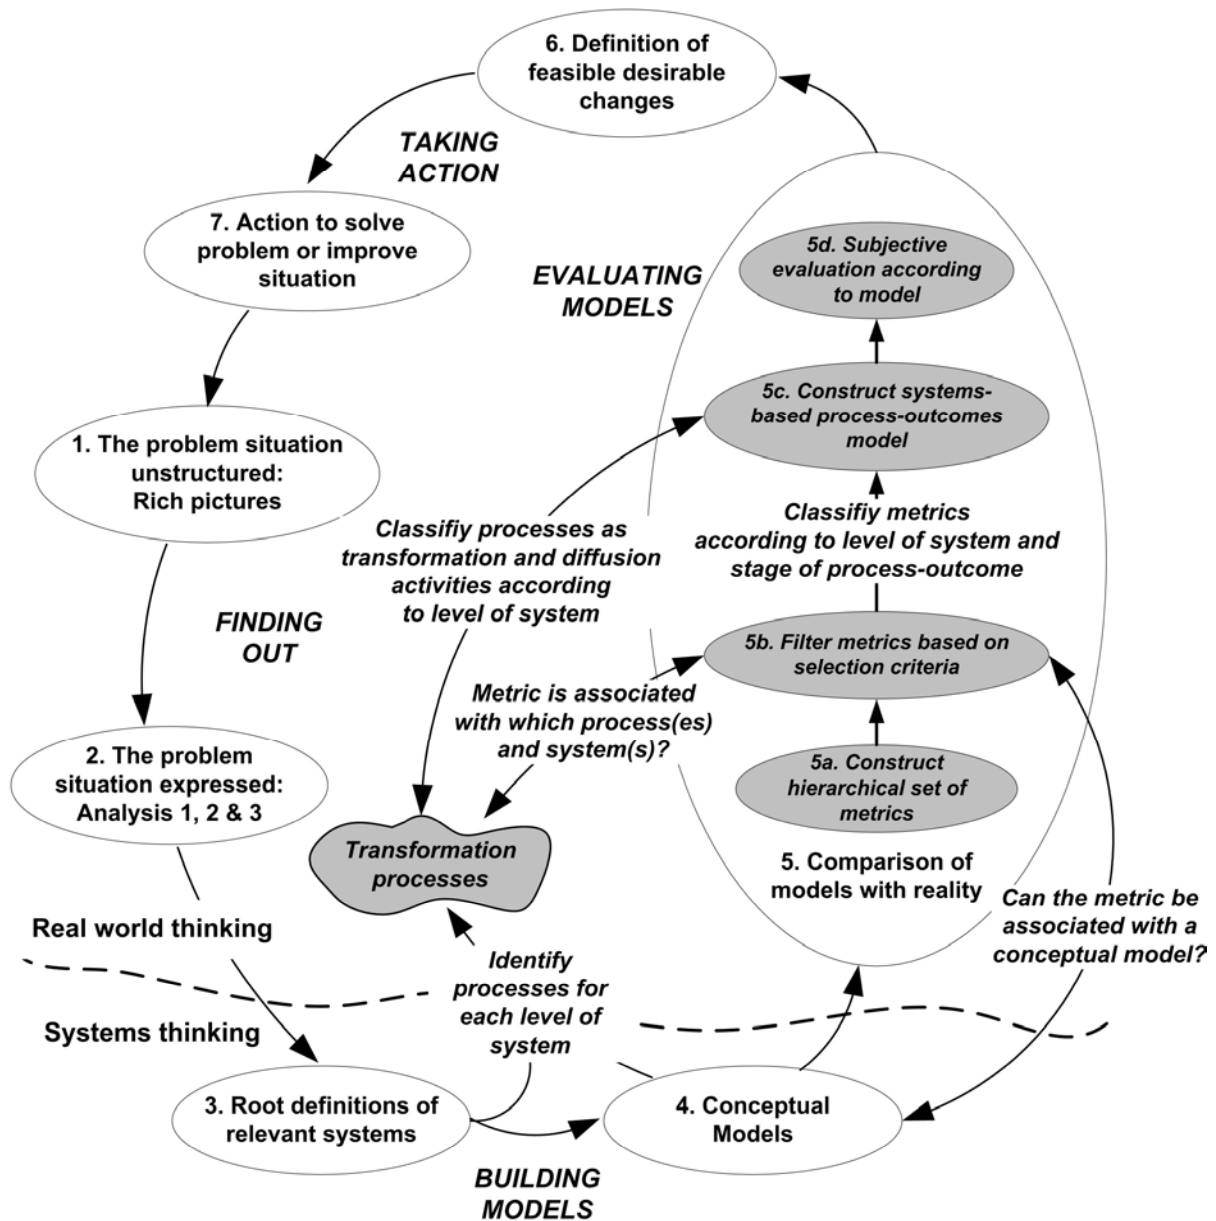 6. Definition of
feasible desirable
changes
TAKING
ACTION
7. Action to solve
problem or improve
situation
EVALUATING
MODELS
5d. Subjective
evaluation according
to model
5c. Construct systems-
based process-outcomes
model
1. The problem situation
unstructured:
Rich pictures
Classifiy processes as
transformation and diffusion
activities according
to level of system
Classifiy metrics
according to level of system and
stage of process-outcome
FINDING
OUT
5b. Filter metrics based on
selection criteria
Metric is associated
with which process(es)
and system(s)?
2. The problem
situation expressed:
Analysis 1, 2 & 3
5a. Construct
hierarchical set of
metrics
Transformation
processes
5. Comparison of
models with reality
Can the metric be
associated with a
conceptual model?
Real world thinking
Identify
processes for
each level of
system
Systems thinking
3. Root definitions of
relevant systems
4. Conceptual
Models
BUILDING
MODELS